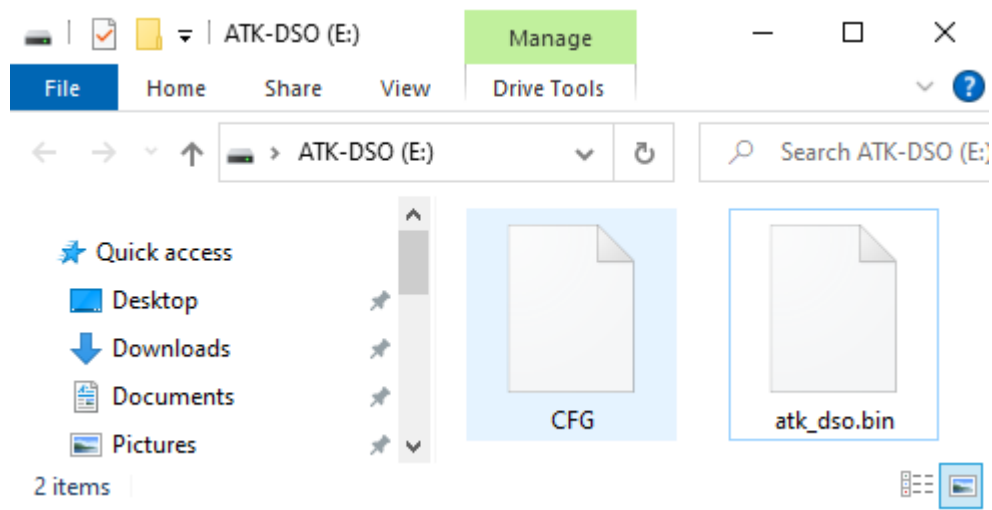 ATK-DSO (E:)
Manage
File
Home
Share
View
Drive Tools
?
ATK-DSO (E:)
Search ATK-DSO (E:)
Quick access
Desktop
Downloads
Documents
Pictures
CFG
atk_dso.bin
2 items